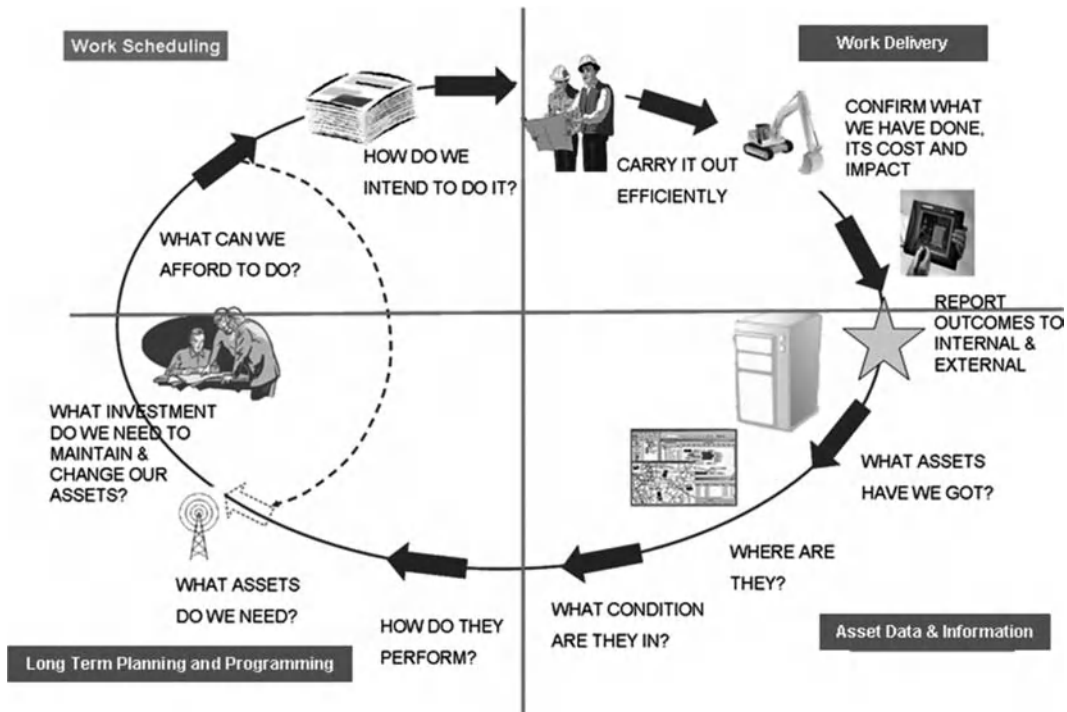 Work Scheduling
HOW DO WE
INTEND TO DO IT?
WHAT CAN WE
AFFORD TO DO?
Work Delivery
CARRY IT OUT
EFFICIENTLY
CONFIRM WHAT
WE HAVE DONE,
ITS COST AND
IMPACT
REPORT
OUTCOMES TO
INTERNAL &
EXTERNAL
WHAT ASSETS
HAVE WE GOT?
WHERE ARE
THEY?
WHAT CONDITION
ARE THEY IN?
Asset Data & Information
HOW DO THEY
PERFORM?
WHAT ASSETS
DO WE NEED?
WHAT INVESTMENT
DO WE NEED TO
MAINTAIN &
CHANGE OUR
ASSETS?
Long Term Planning and Programming